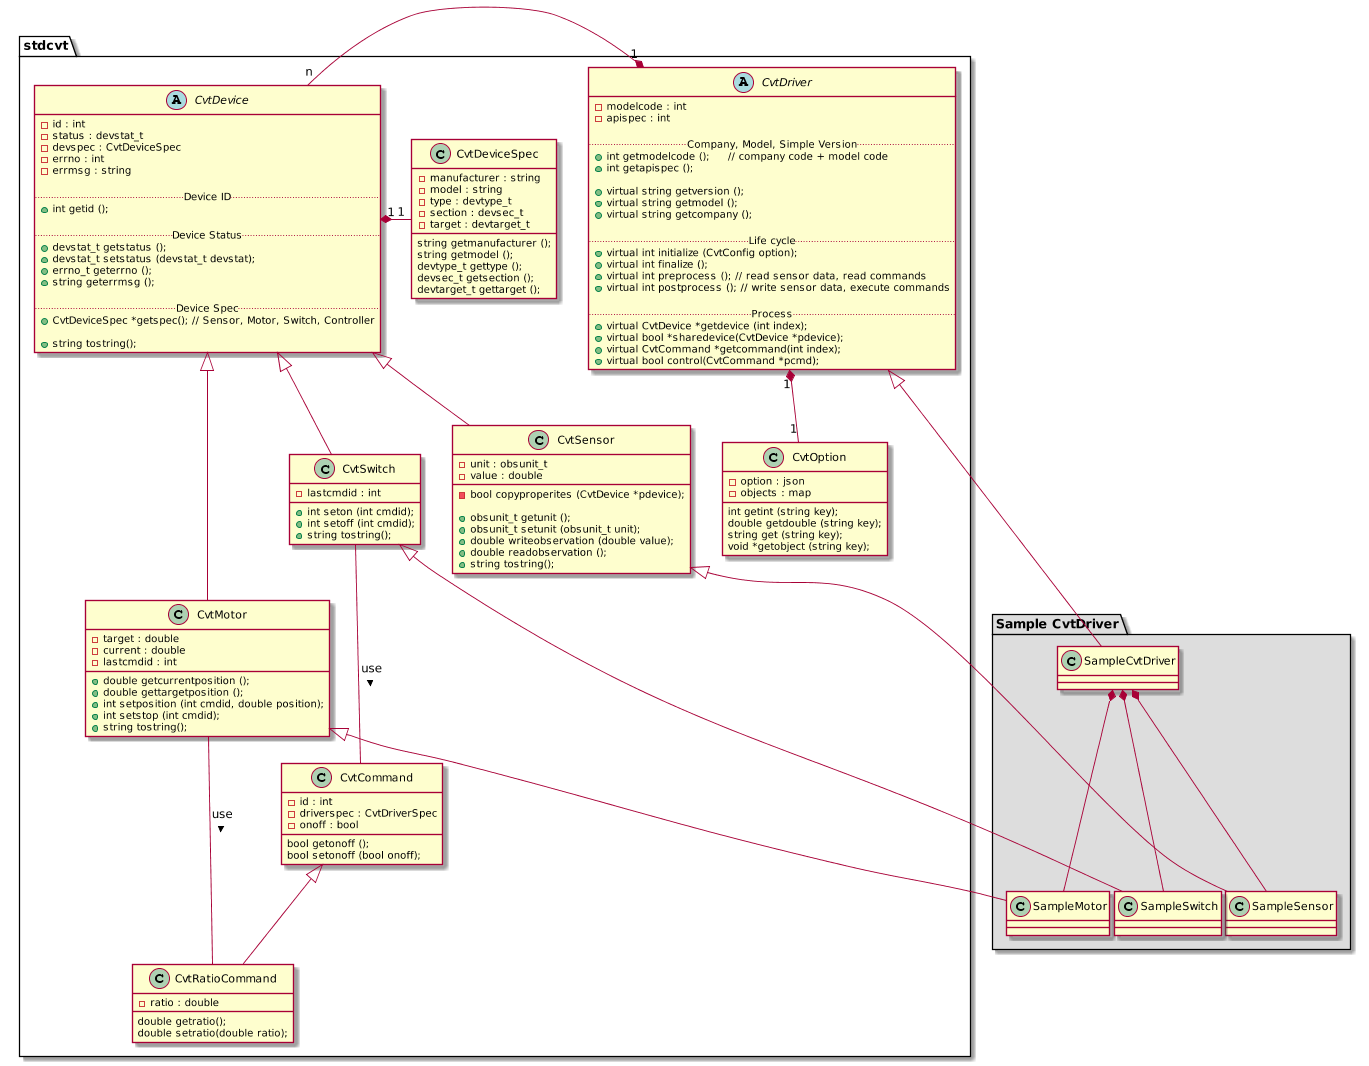 stdcvt
n
1
A CvtDevice
id : int
status : devstat_t
devspec : CvtDeviceSpec
errno : int
errmsg : string
Device ID
int getid ();
Device Status
devstat_t getstatus ();
devstat_t setstatus (devstat_t devstat);
errno_t geterrno ();
string geterrmsg ();
Device Spec
CvtDeviceSpec *getspec(); // Sensor, Motor, Switch, Controller
string tostring();
1 1
C CvtDeviceSpec
manufacturer : string
model : string
type : devtype_t
section : devsec_t
target : devtarget_t
string getmanufacturer ();
string getmodel ();
devtype_t gettype ();
devsec_t getsection ();
devtarget_t gettarget ();
A CvtDriver
modelcode : int
apispec : int
Company, Model, Simple Version
int getmodelcode (); // company code + model code
int getapispec ();
virtual string getversion ();
virtual string getmodel ();
virtual string getcompany ();
Life cycle
virtual int initialize (CvtConfig option);
virtual int finalize ();
virtual int preprocess (); // read sensor data, read commands
virtual int postprocess (); // write sensor data, execute commands
Process
virtual CvtDevice *getdevice (int index);
virtual bool *sharedevice(CvtDevice *pdevice);
virtual CvtCommand *getcommand(int index);
virtual bool control(CvtCommand *pcmd);
1
1
C CvtSwitch
lastcmdid : int
int seton (int cmdid);
int setoff (int cmdid);
string tostring();
C CvtSensor
unit : obsunit_t
value : double
bool copyproperites (CvtDevice *pdevice);
obsunit_t getunit ();
obsunit_t setunit (obsunit_t unit);
double writeobservation (double value);
double readobservation ();
string tostring();
C CvtOption
option : json
objects : map
int getint (string key);
double getdouble (string key);
string get (string key);
void *getobject (string key);
C CvtMotor
target : double
current : double
lastcmdid : int
double getcurrentposition ();
double gettargetposition ();
int setposition (int cmdid, double position);
int setstop (int cmdid);
string tostring();
use
Sample CvtDriver
C SampleCvtDriver
C CvtCommand
id : int
driverspec : CvtDriverSpec
onoff : bool
bool getonoff ();
bool setonoff (bool onoff);
use
C SampleMotor
C SampleSwitch
C SampleSensor
C CvtRatioCommand
ratio : double
double getratio();
double setratio(double ratio);